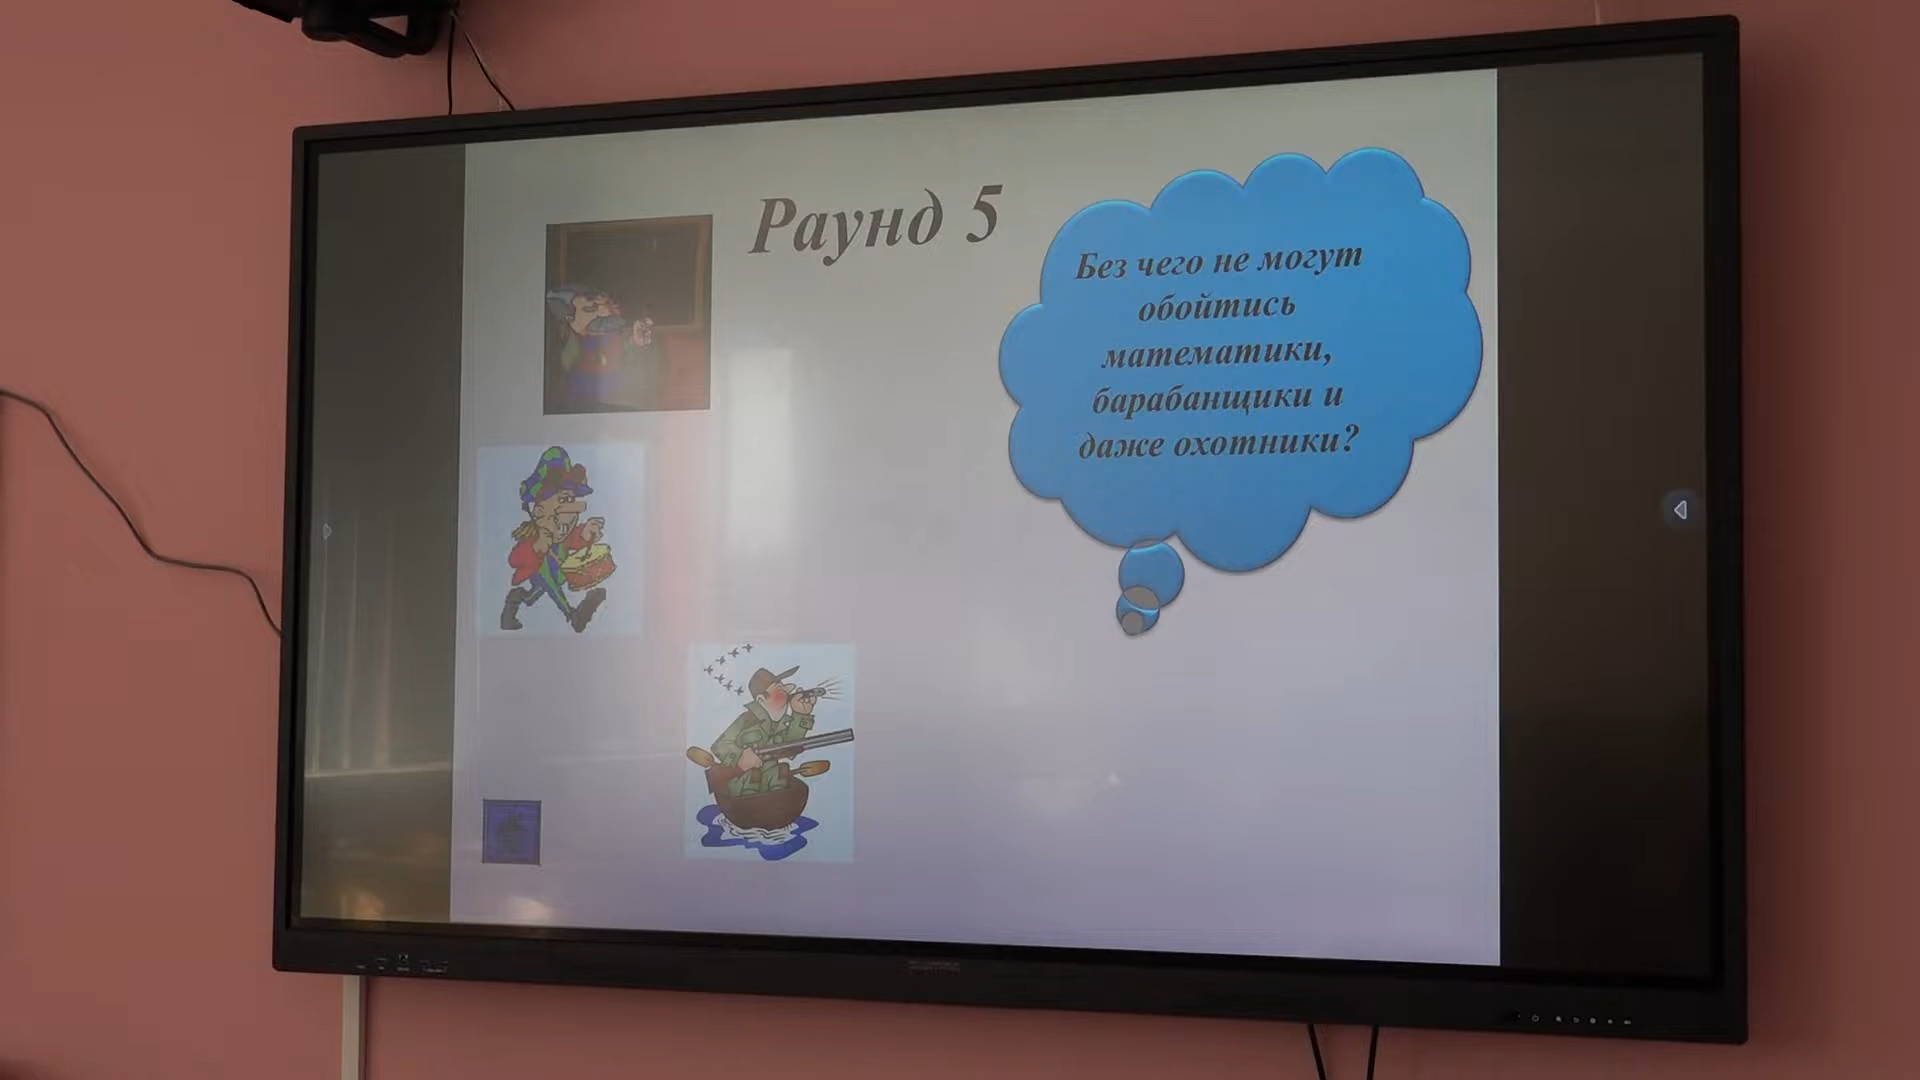 Раунд 5
Без чего не могут
обойтись
математики,
барабанщики и
даже охотники?